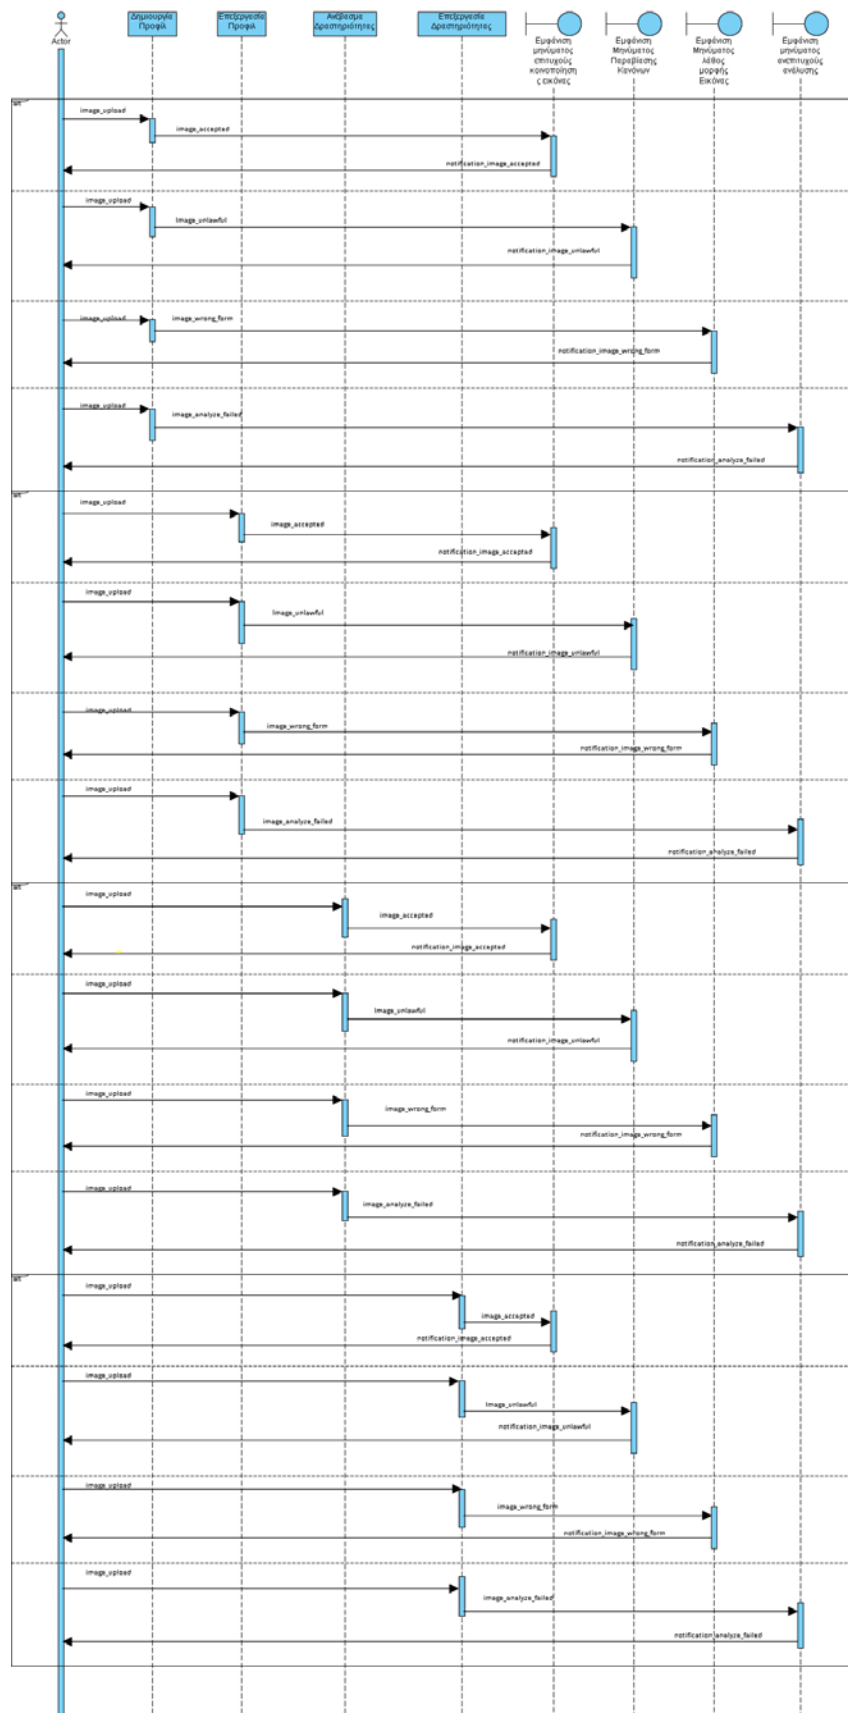 Actor
Δημιουργία
Προφίλ
Επεξεργασία
Προφιλ
Ανέβασμα
Δραστηριότητας
Επεξεργασία
Δραστηριότητας
Εμφάνιση
μηνύματος
επιτυχούς
κοινοποίηση
ς εικόνας
Εμφάνιση
Μηνύματος
Παραβίασης
Κανόνων
Εμφάνιση
Μηνύματος
λάθος
μορφής
Εικόνας
Εμφάνιση
μηνύματος
ανεπιτυχούς
ανάλυσης
alt
image_upload
image_accepted
notification_image_accepted
image_upload
Image_unlawful
notification_image_unlawful
image_upload
image_wrong_form
notification_image_wrong_form
image_upload
image_analyze_failed
notification_analyze_failed
alt
image_upload
image_accepted
notification_image_accepted
image_upload
Image_unlawful
notification_image_unlawful
image_upload
image_wrong_form
notification_image_wrong_form
image_upload
image_analyze_failed
notification_analyze_failed
alt
image_upload
image_accepted
notification_image_accepted
image_upload
Image_unlawful
notification_image_unlawful
image_upload
image_wrong_form
notification_image_wrong_form
image_upload
image_analyze_failed
notification_analyze_failed
alt
image_upload
image_accepted
notification_image_accepted
image_upload
Image_unlawful
notification_image_unlawful
image_upload
image_wrong_form
notification_image_wrong_form
image_upload
image_analyze_failed
notification_analyze_failed